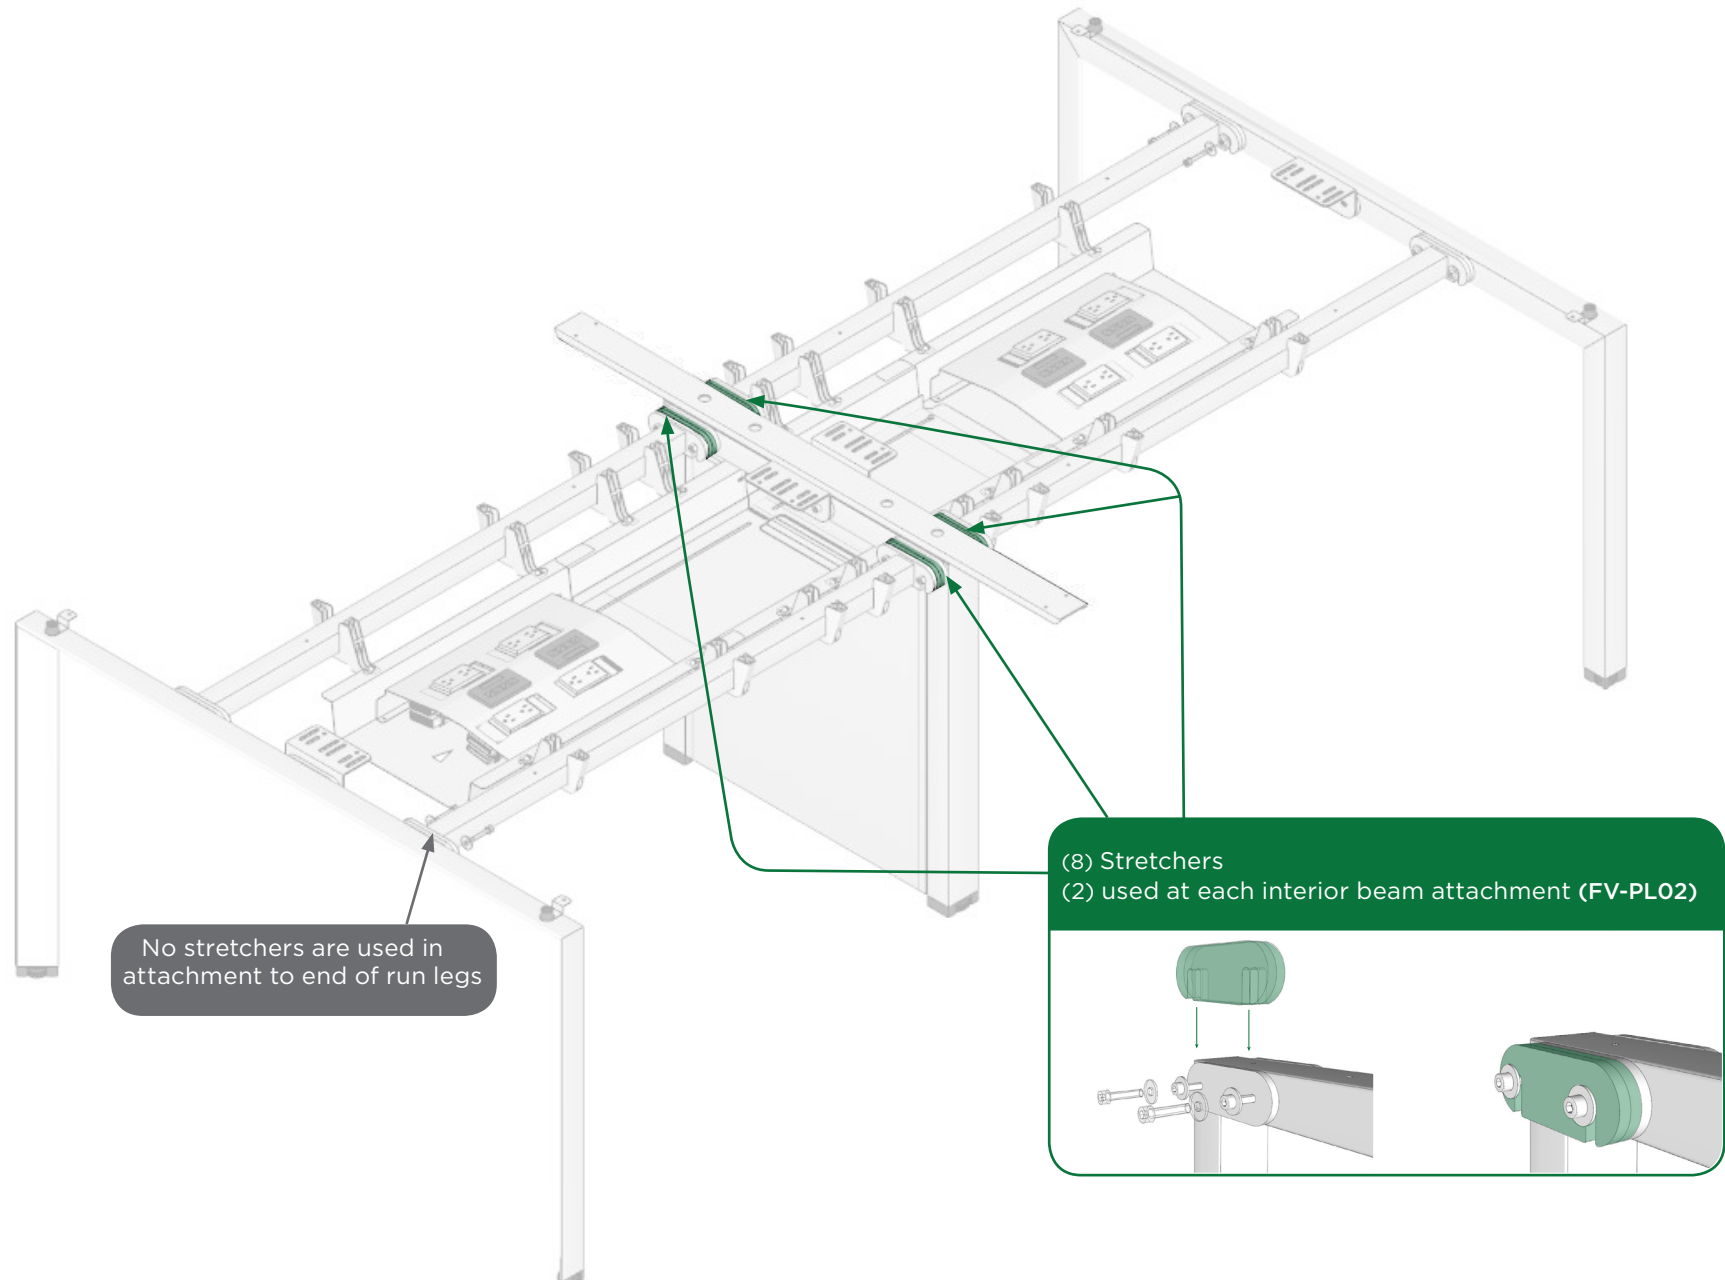 No stretchers are used in
attachment to end of run legs
(8) Stretchers
(2) used at each interior beam attachment (FV-PL02)